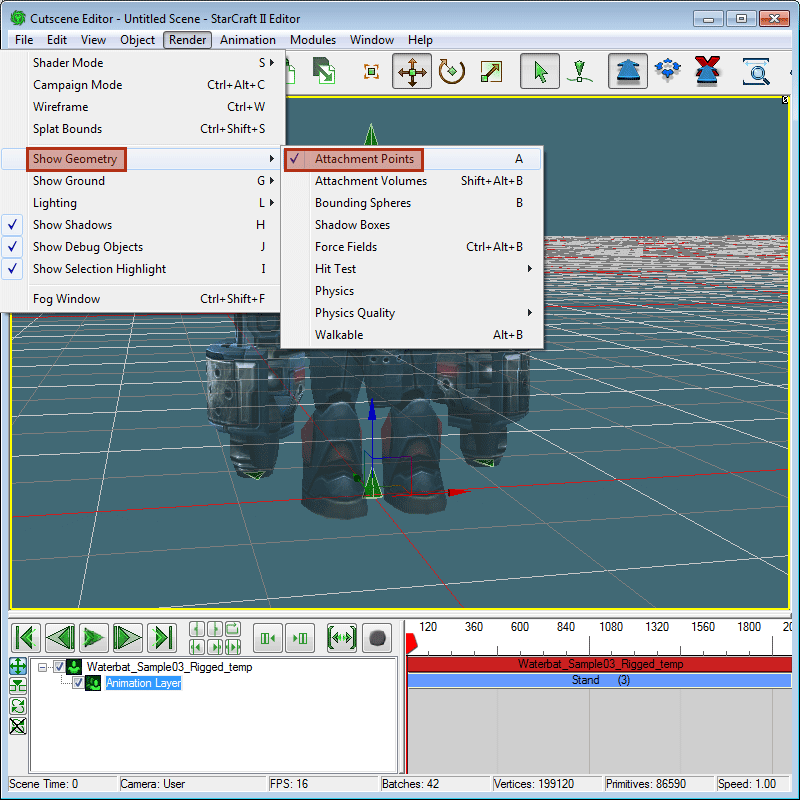 Cutscene Editor - Untitled Scene - StarCraft II Editor
File Edit View Object Render Animation Modules Window Help
Shader Mode S
Campaign Mode Ctrl+Alt+C
Wireframe Ctrl+W
Splat Bounds Ctrl+Shift+S
Show Geometry
Show Ground G
Lighting L
Show Shadows H
Show Debug Objects J
Show Selection Highlight I
Fog Window Ctrl+Shift+F
Attachment Points A
Attachment Volumes Shift+Alt+B
Bounding Spheres B
Shadow Boxes
Force Fields Ctrl+Alt+B
Hit Test
Physics
Physics Quality
Walkable Alt+B
120 360 600 840 1080 1320 1560 1800 20
Waterbat_Sample03_Rigged_temp
Animation Layer
Waterbat_Sample03_Rigged_temp
Stand (3)
Scene Time: 0 Camera: User FPS: 16 Batches: 42 Vertices: 199120 Primitives: 86590 Speed: 1.00